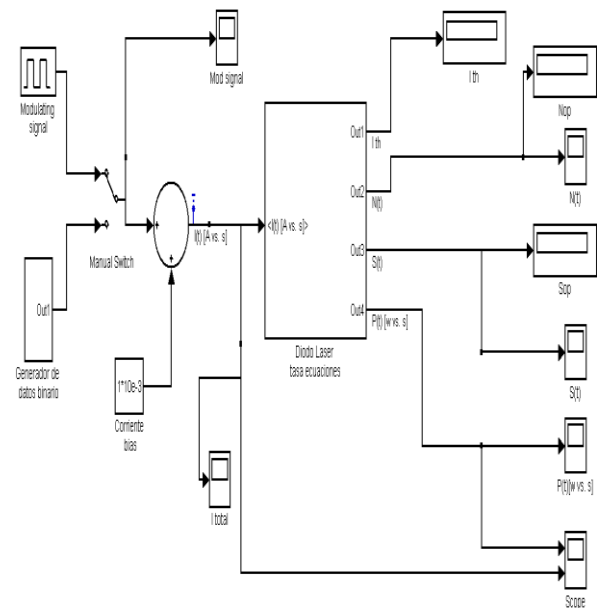 Modulating
signal
Mod signal
I th
Nop
Out1
I th
Out2
N(t)
N(t)
<I(t) [A vs. s]>
I(t) [A vs. s]
Manual Switch
Out3
S(t)
Sop
Out1
Out4
P(t) [w vs. s]
Generador de
datos binario
Diodo Laser
tasa ecuaciones
S(t)
1*10e-3
Corriente
bias
I total
P(t)[w vs. s]
Scope